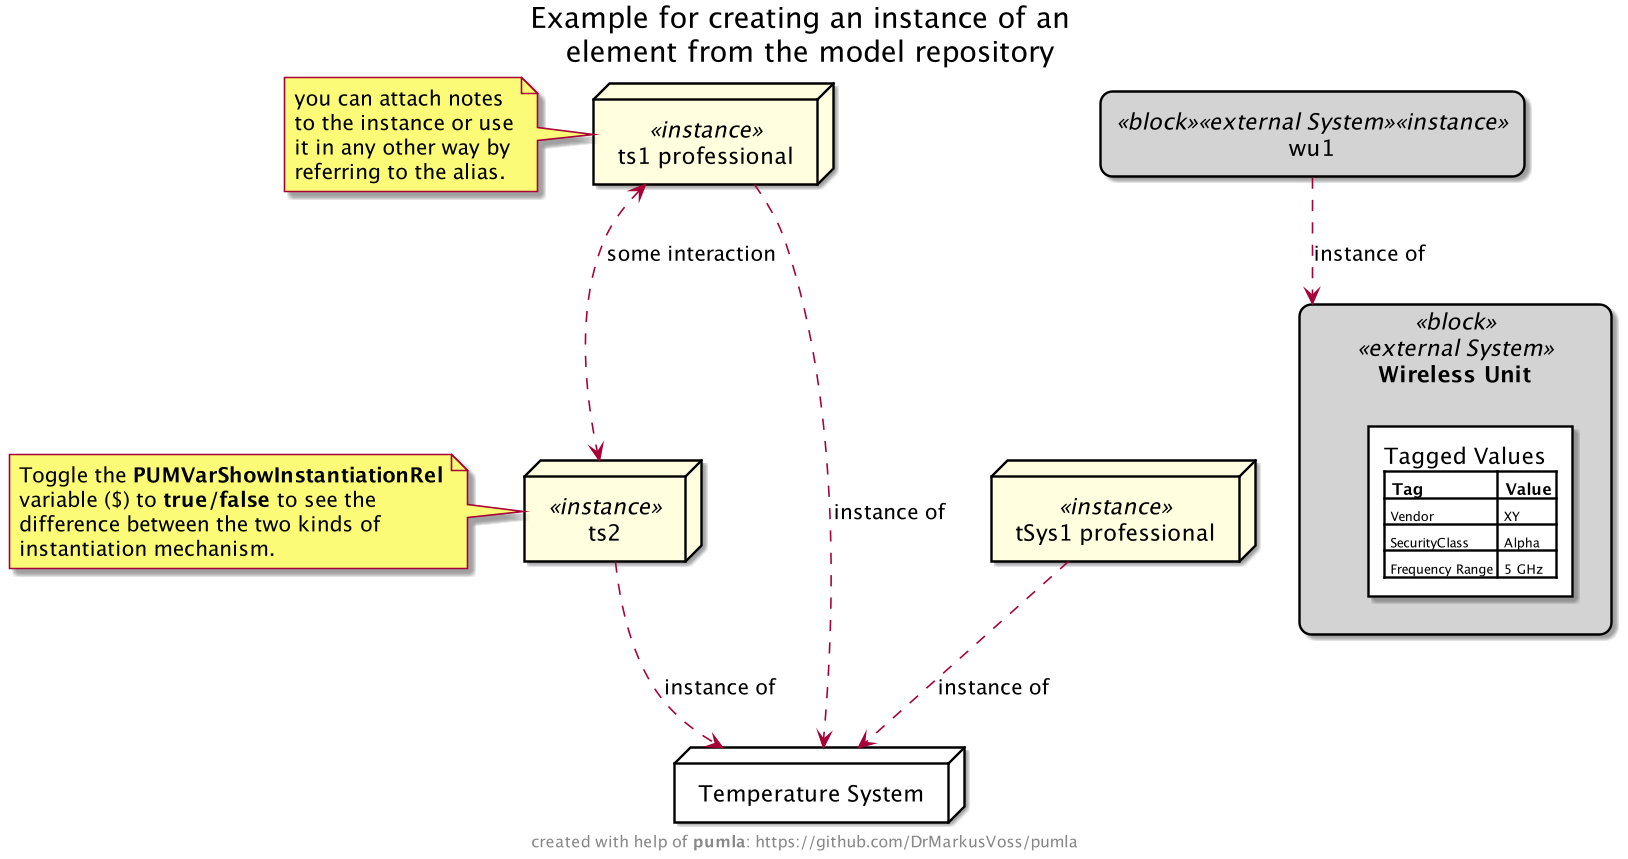 Example for creating an instance of an
element from the model repository
you can attach notes
to the instance or use
it in any other way by
referring to the alias.
«instance»
ts1 professional
«block»«external System»«instance»
wu1
some interaction
instance of
«block»
«external System»
Wireless Unit
Tagged Values
Tag Value
Vendor XY
SecurityClass Alpha
Frequency Range 5 GHz
Toggle the PUMVarShowInstantiationRel
variable ($) to true/false to see the
difference between the two kinds of
instantiation mechanism.
«instance»
ts2
instance of
«instance»
tSys1 professional
instance of
instance of
Temperature System
created with help of pumla: https://github.com/DrMarkusVoss/pumla